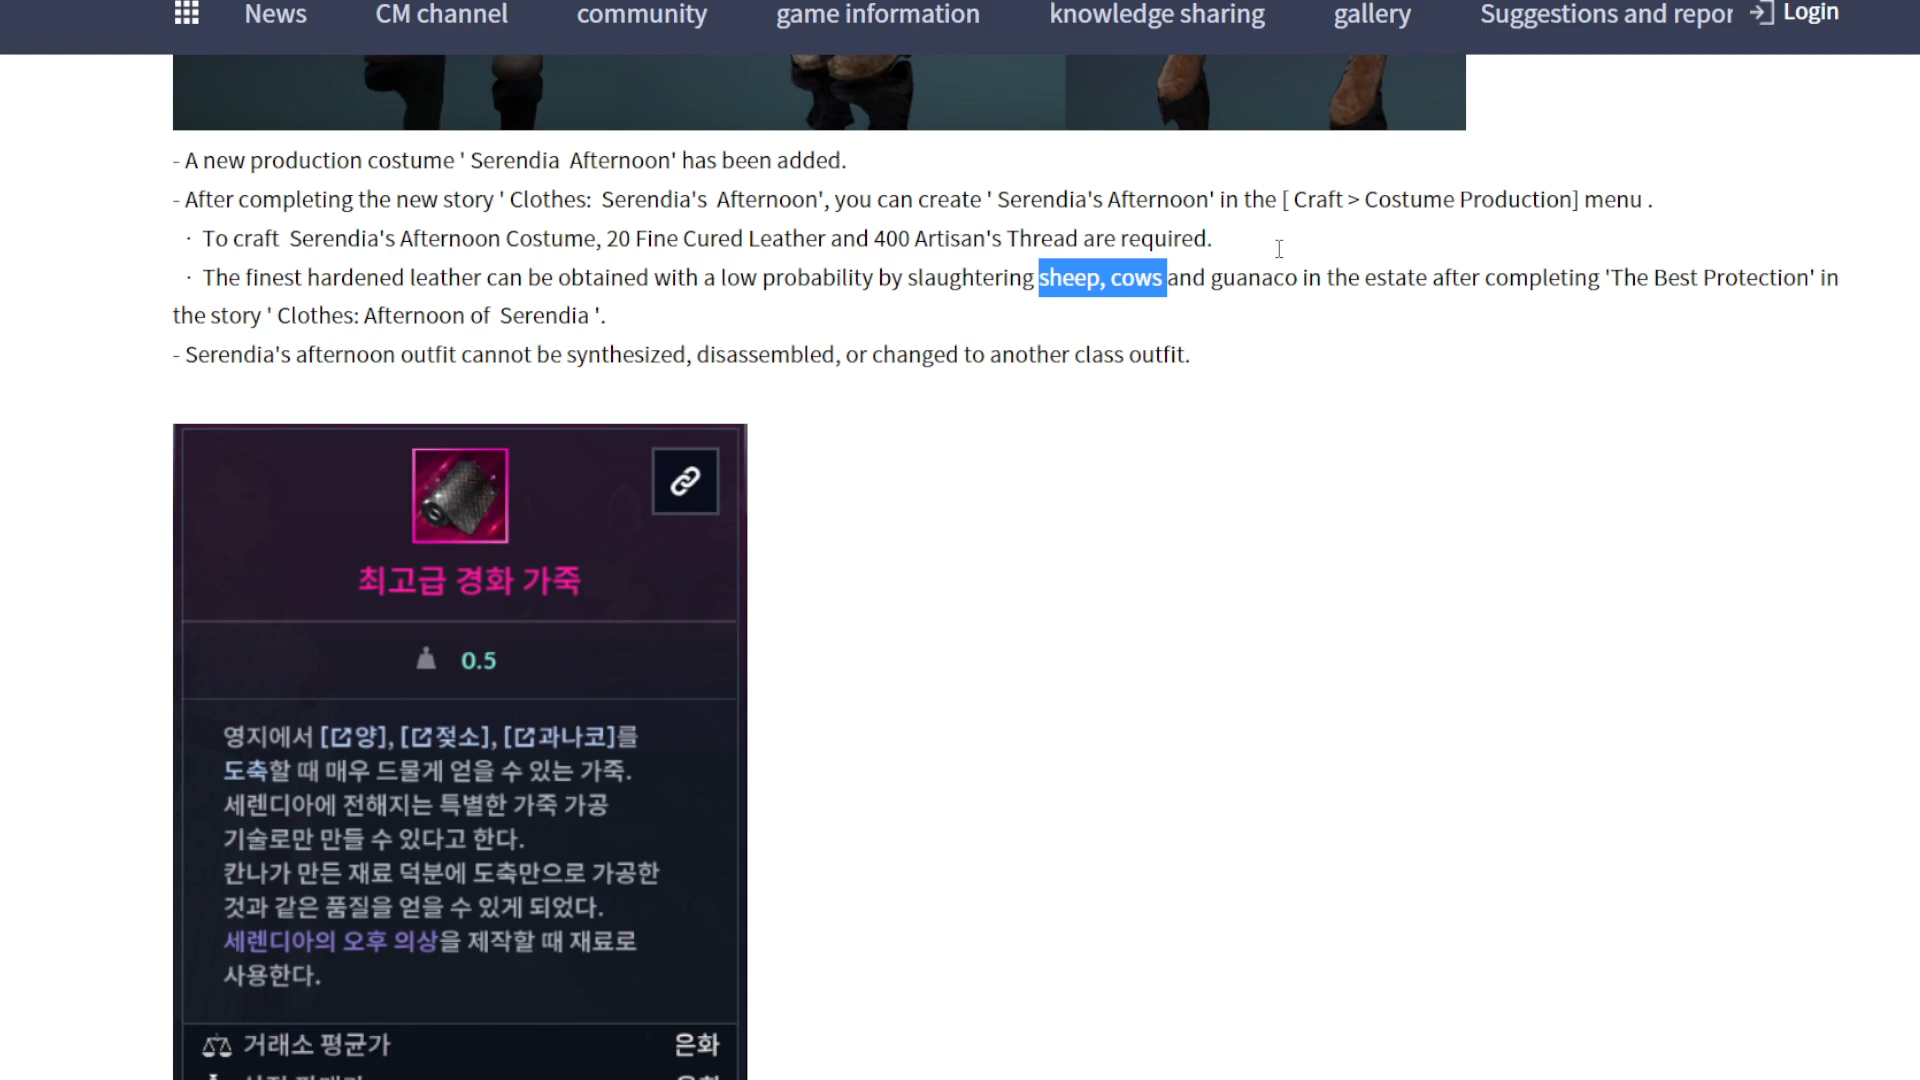 News CM channel community game information knowledge sharing gallery Suggestions and repor Login
- A new production costume ' Serendia Afternoon' has been added.
- After completing the new story ' Clothes: Serendia's Afternoon', you can create ' Serendia's Afternoon' in the [ Craft > Costume Production] menu .
· To craft Serendia's Afternoon Costume, 20 Fine Cured Leather and 400 Artisan's Thread are required.
· The finest hardened leather can be obtained with a low probability by slaughtering sheep, cows and guanaco in the estate after completing 'The Best Protection' in
the story ' Clothes: Afternoon of Serendia '.
- Serendia's afternoon outfit cannot be synthesized, disassembled, or changed to another class outfit.
최고급 경화 가죽
0.5
영지에서 [양], [젖소], [과나코]를
도축할 때 매우 드물게 얻을 수 있는 가죽.
세렌디아에 전해지는 특별한 가죽 가공
기술로만 만들 수 있다고 한다.
칸나가 만든 재료 덕분에 도축만으로 가공한
것과 같은 품질을 얻을 수 있게 되었다.
세렌디아의 오후 의상을 제작할 때 재료로
사용한다.
거래소 평균가 은화